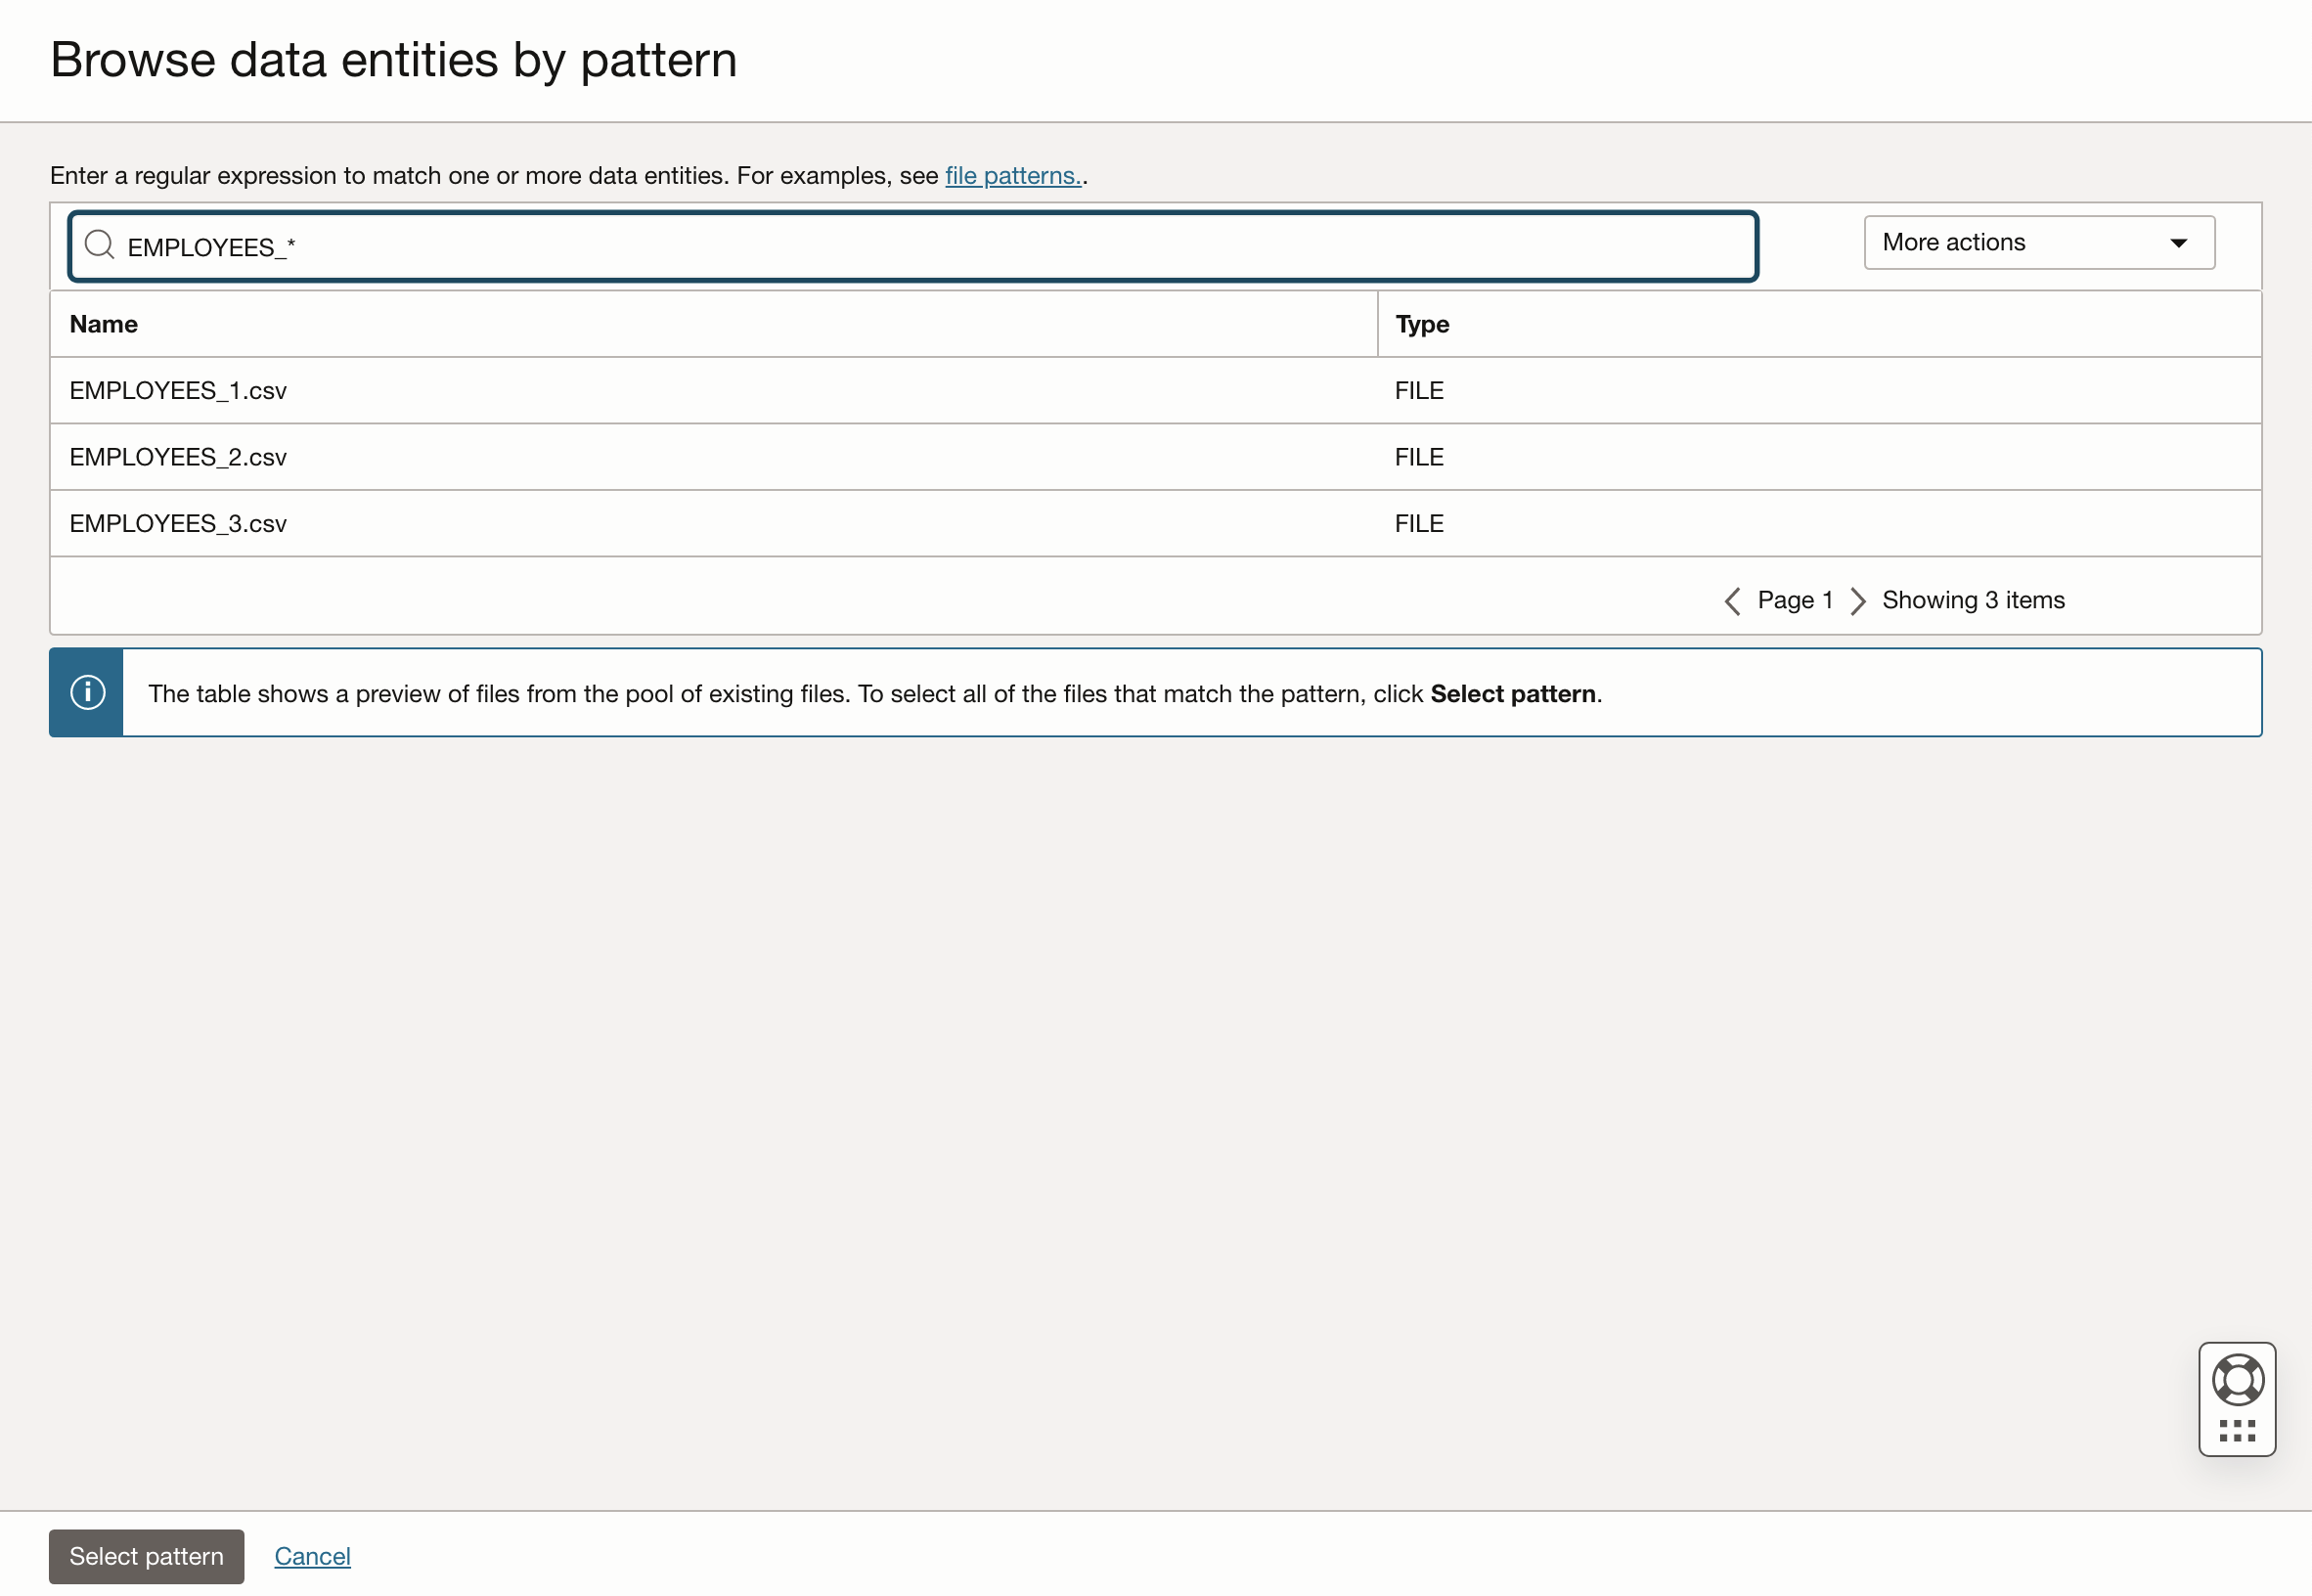 Browse data entities by pattern
Enter a regular expression to match one or more data entities. For examples, see file patterns..
EMPLOYEES_*
More actions
Name Type
EMPLOYEES_1.csv FILE
EMPLOYEES_2.csv FILE
EMPLOYEES_3.csv FILE
Page 1 Showing 3 items
The table shows a preview of files from the pool of existing files. To select all of the files that match the pattern, click Select pattern.
Select pattern Cancel